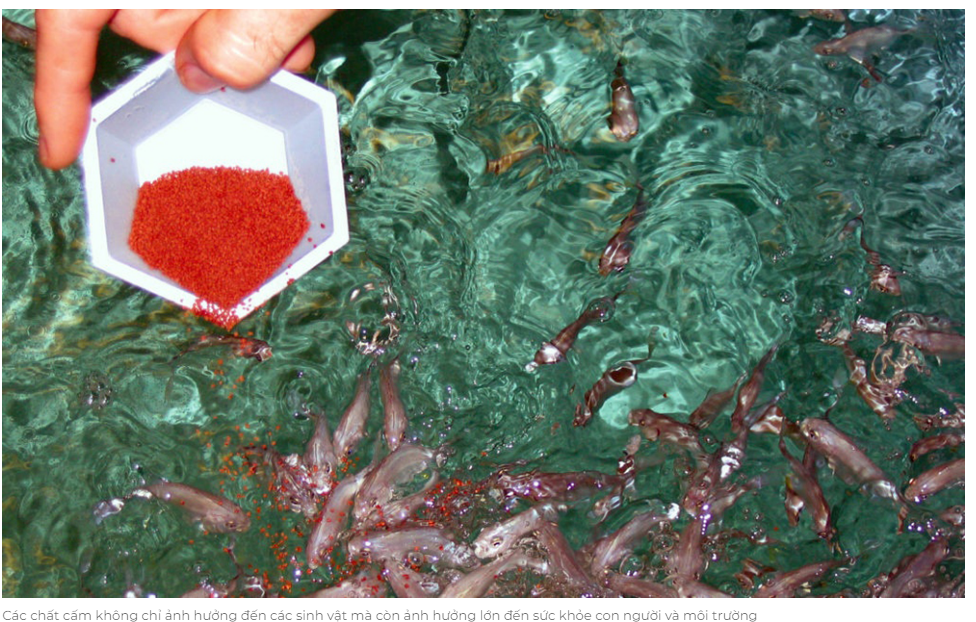 Các chất cấm không chỉ ảnh hưởng đến các sinh vật mà còn ảnh hưởng lớn đến sức khỏe con người và môi trường